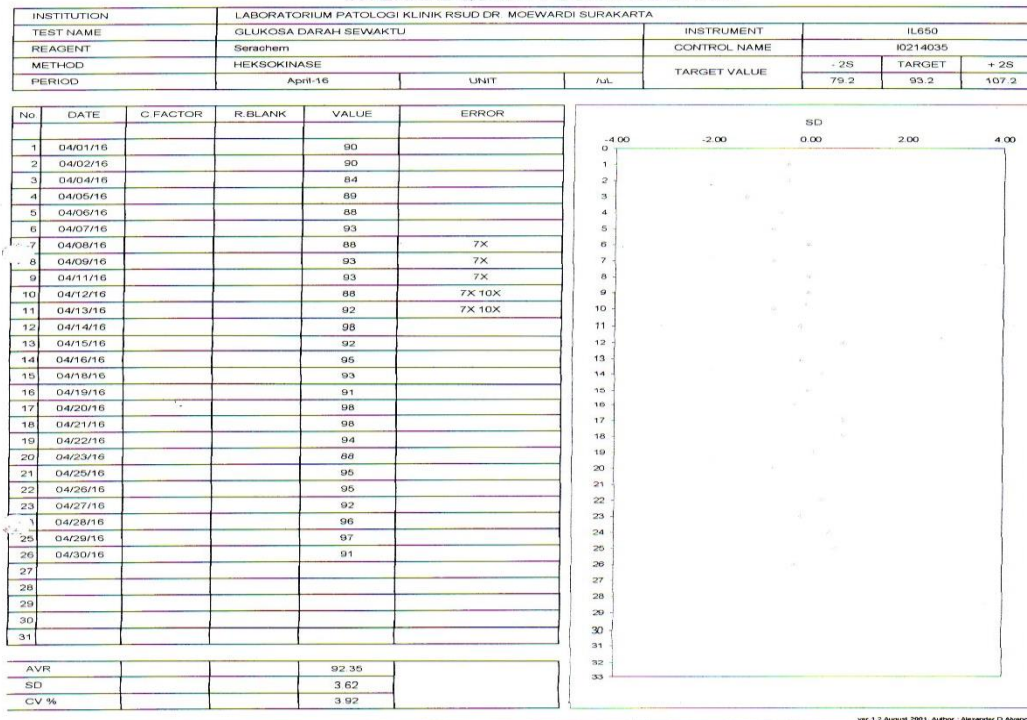 INSTITUTION LABORATORIUM PATOLOGI KLINIK RSUD DR. MOEWARDI SURAKARTA
TEST NAME GLUKOSA DARAH SEWAKTU INSTRUMENT IL650
REAGENT Serachem CONTROL NAME I0214035
METHOD HEKSOKINASE TARGET VALUE - 2S TARGET + 2S
PERIOD April-16 UNIT /uL 79.2 93.2 107.2
No DATE C.FACTOR R.BLANK VALUE ERROR
1 04/01/16 90
2 04/02/16 90
3 04/04/16 84
4 04/05/16 89
5 04/06/16 88
6 04/07/16 93
7 04/08/16 88 7X
8 04/09/16 93 7X
9 04/11/16 93 7X
10 04/12/16 88 7X 10X
11 04/13/16 92 7X 10X
12 04/14/16 98
13 04/15/16 92
14 04/16/16 95
15 04/18/16 93
16 04/19/16 91
17 04/20/16 98
18 04/21/16 98
19 04/22/16 94
20 04/23/16 88
21 04/25/16 95
22 04/26/16 95
23 04/27/16 92
04/28/16 96
25 04/29/16 97
26 04/30/16 91
27
28
29
30
31
AVR 92.35
SD 3.62
CV % 3.92
SD
-4.00 -2.00 0.00 2.00 4.00
0
1
2
3
4
5
6
7
8
9
10
11
12
13
14
15
16
17
18
19
20
21
22
23
24
25
26
27
28
29
30
31
32
33
ver 1.2 August 2001. Author : Alexander D.